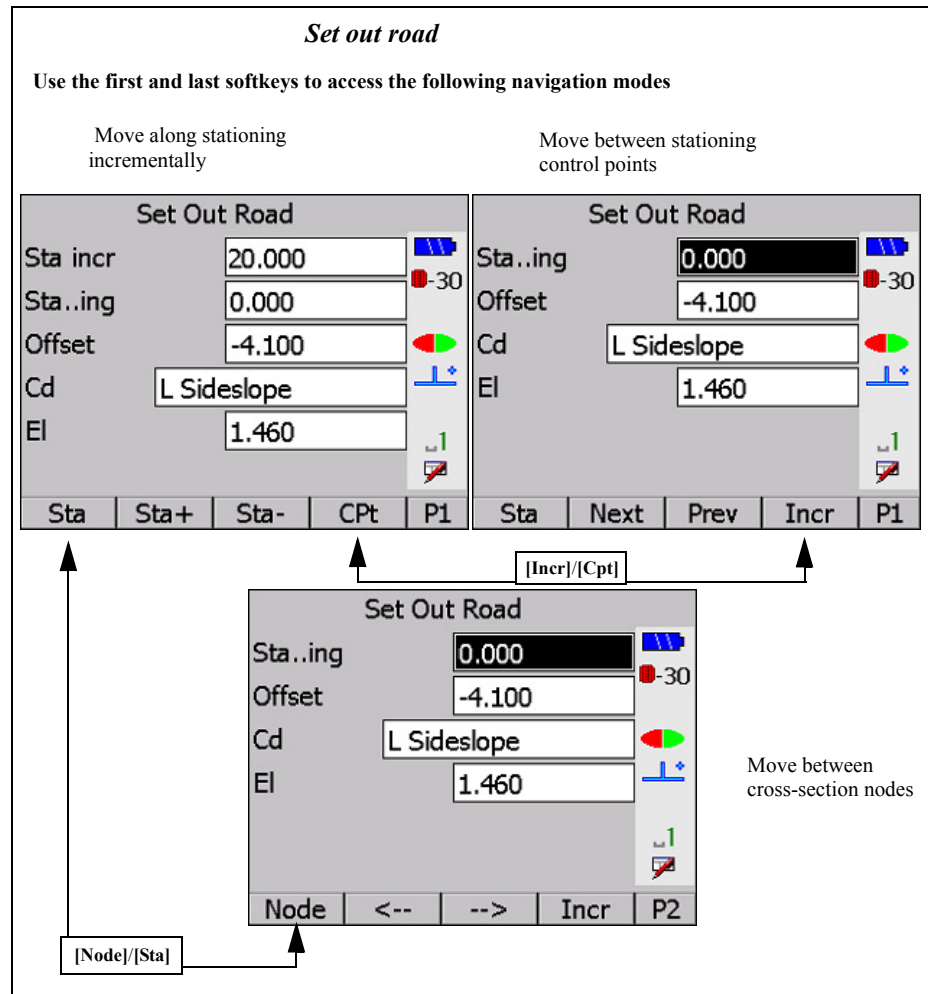 Set out road
Use the first and last softkeys to access the following navigation modes
Move along stationing
incrementally
Move between stationing
control points
Set Out Road
Sta incr 20.000
-30
Sta..ing 0.000
Offset -4.100
Cd L Sideslope
El 1.460
1
Sta Sta+ Sta- CPt P1
Set Out Road
Sta..ing 0.000
-30
Offset -4.100
Cd L Sideslope
El 1.460
1
Sta Next Prev Incr P1
[Incr]/[Cpt]
Set Out Road
Sta..ing 0.000
-30
Offset -4.100
Cd L Sideslope
El 1.460
1
Node <-- --> Incr P2
Move between
cross-section nodes
[Node]/[Sta]